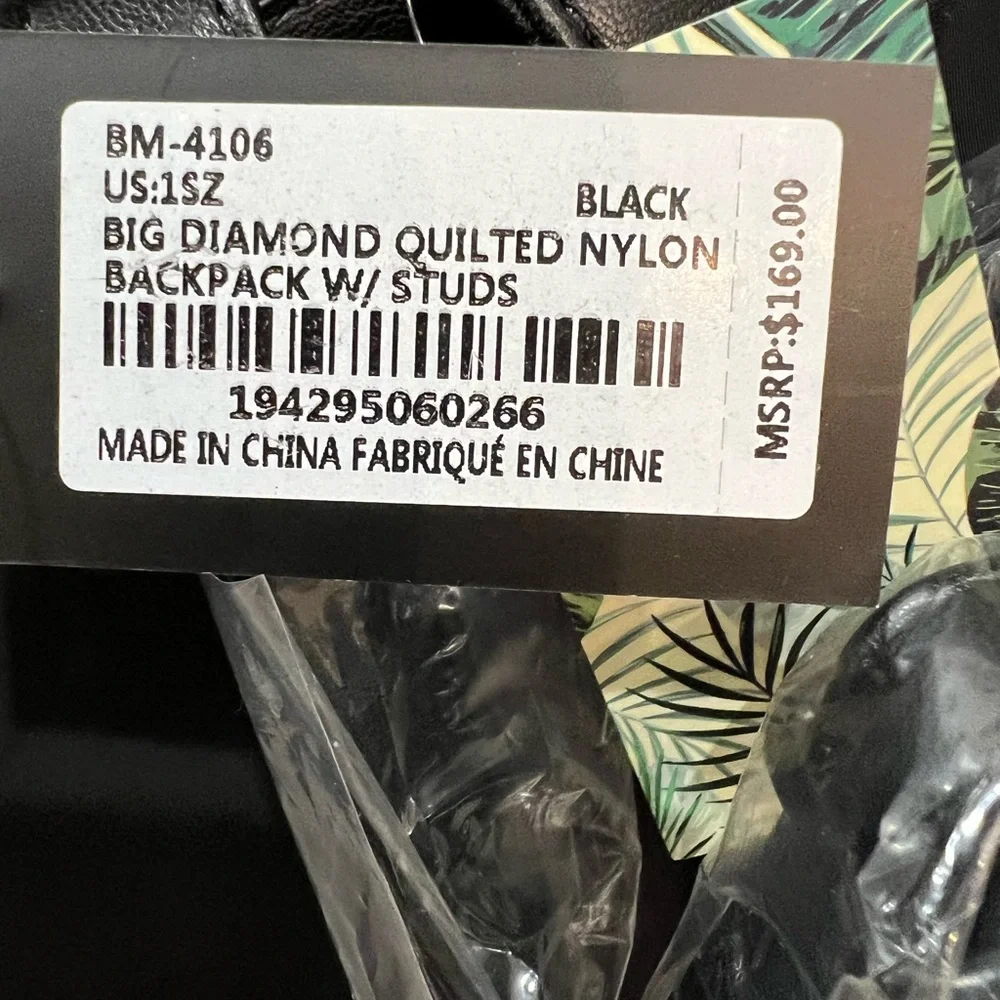 BM-4106
US:1SZ BLACK
BIG DIAMOND QUILTED NYLON
BACKPACK W/ STUDS
194295060266
MADE IN CHINA FABRIQUÉ EN CHINE
MSRP:$169.00